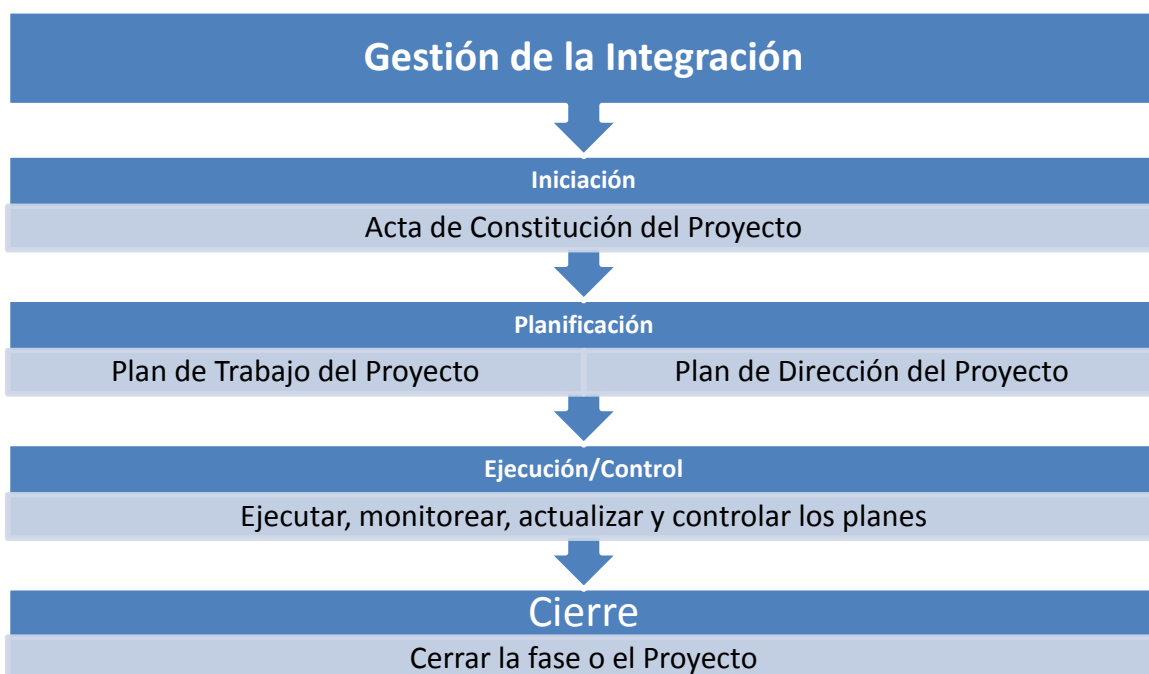 Gestión de la Integración
Iniciación
Acta de Constitución del Proyecto
Planificación
Plan de Trabajo del Proyecto
Plan de Dirección del Proyecto
Ejecución/Control
Ejecutar, monitorear, actualizar y controlar los planes
Cierre
Cerrar la fase o el Proyecto